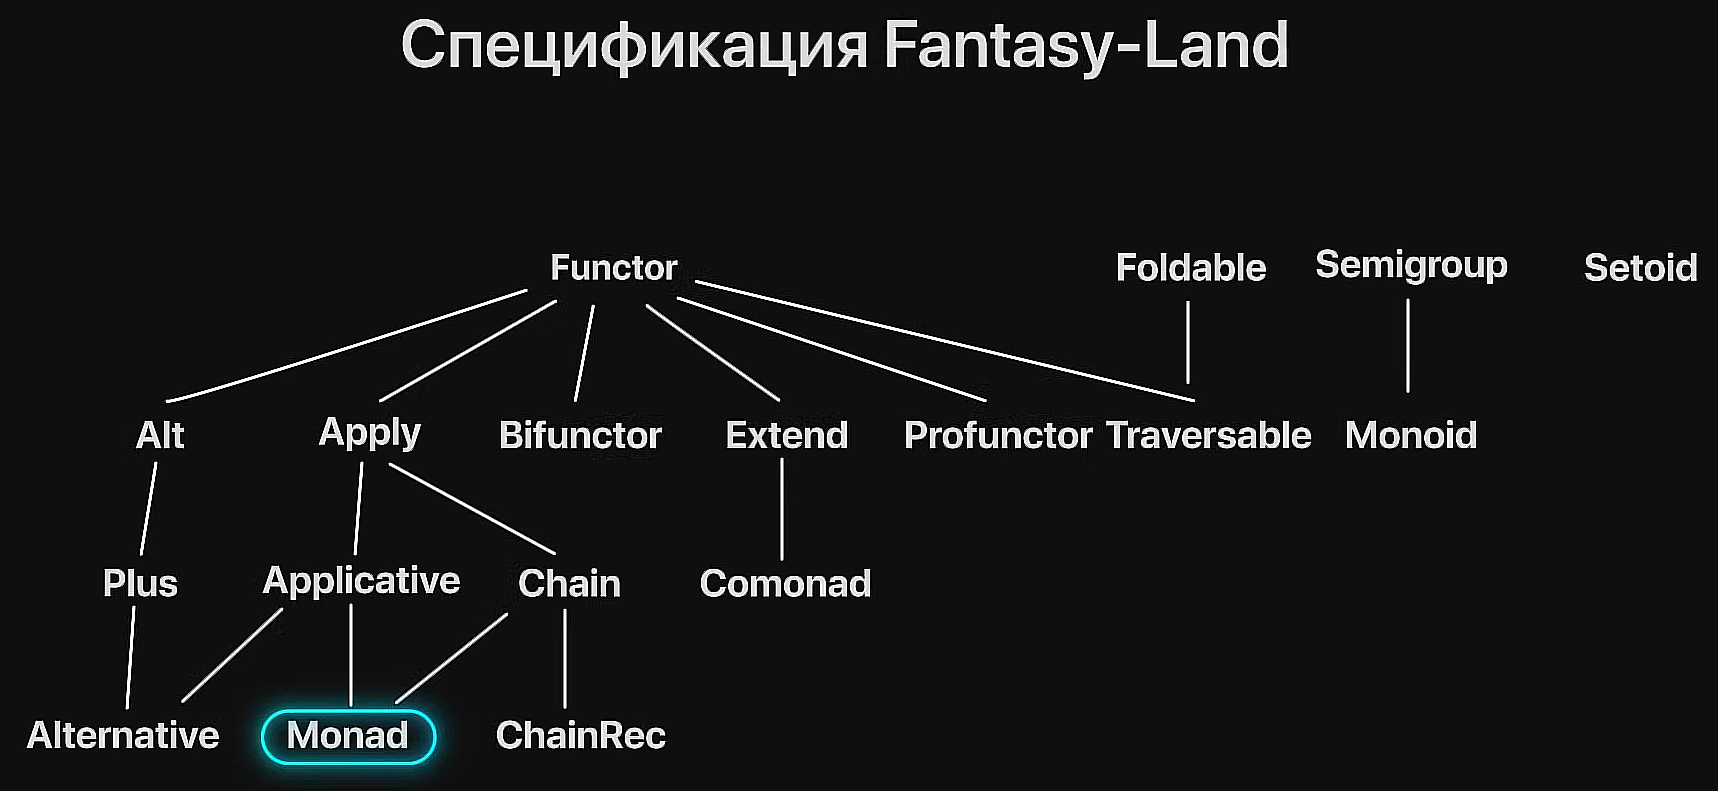 Спецификация Fantasy-Land
Functor Foldable Semigroup Setoid
Alt Apply Bifunctor Extend Profunctor Traversable Monoid
Plus Applicative Chain Comonad
Alternative Monad ChainRec